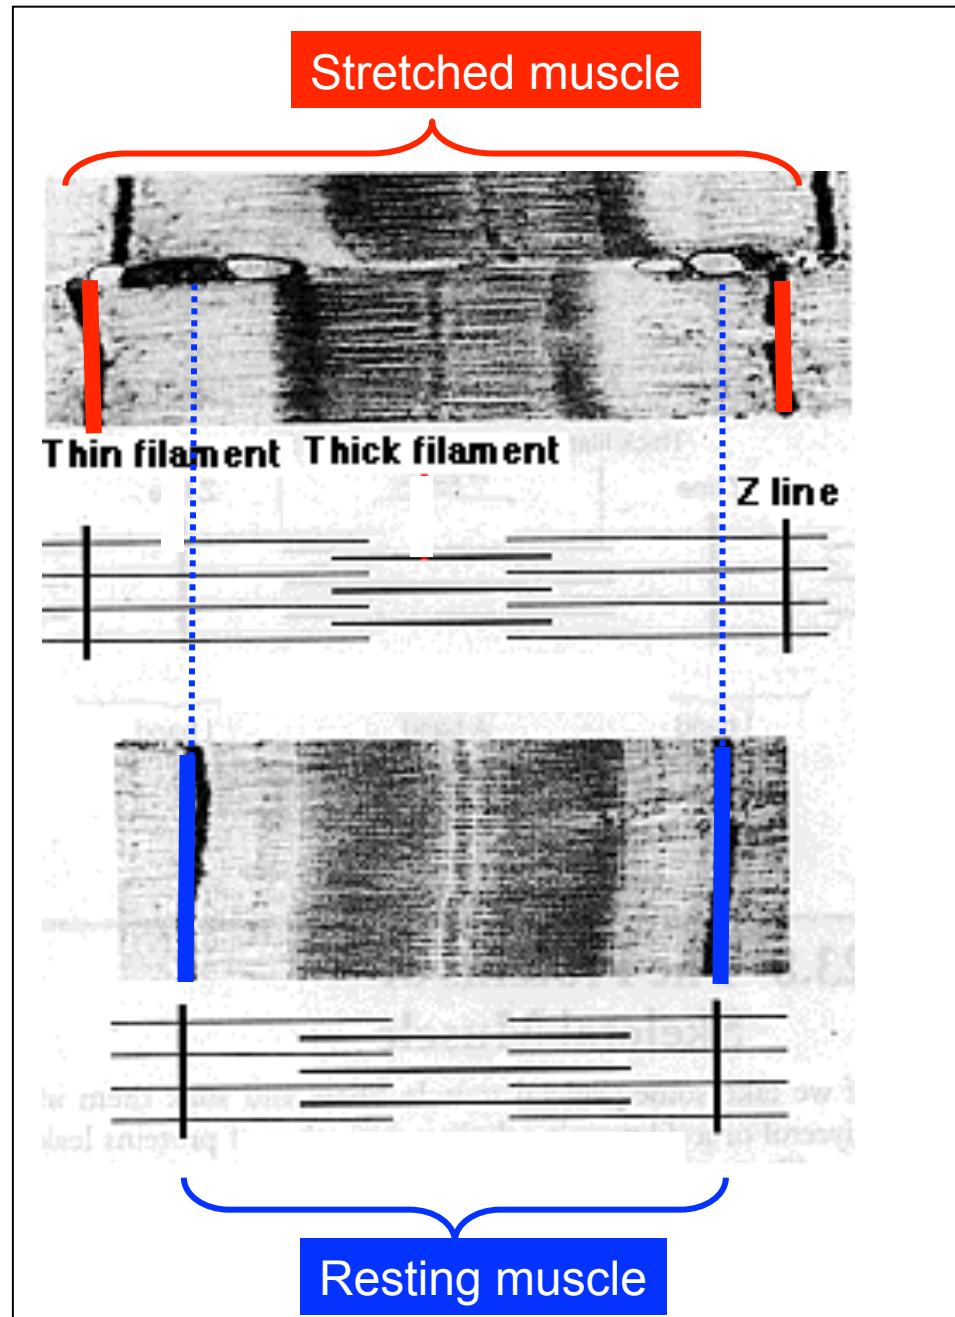 Stretched muscle
Thin filament Thick filament
Z line
Resting muscle